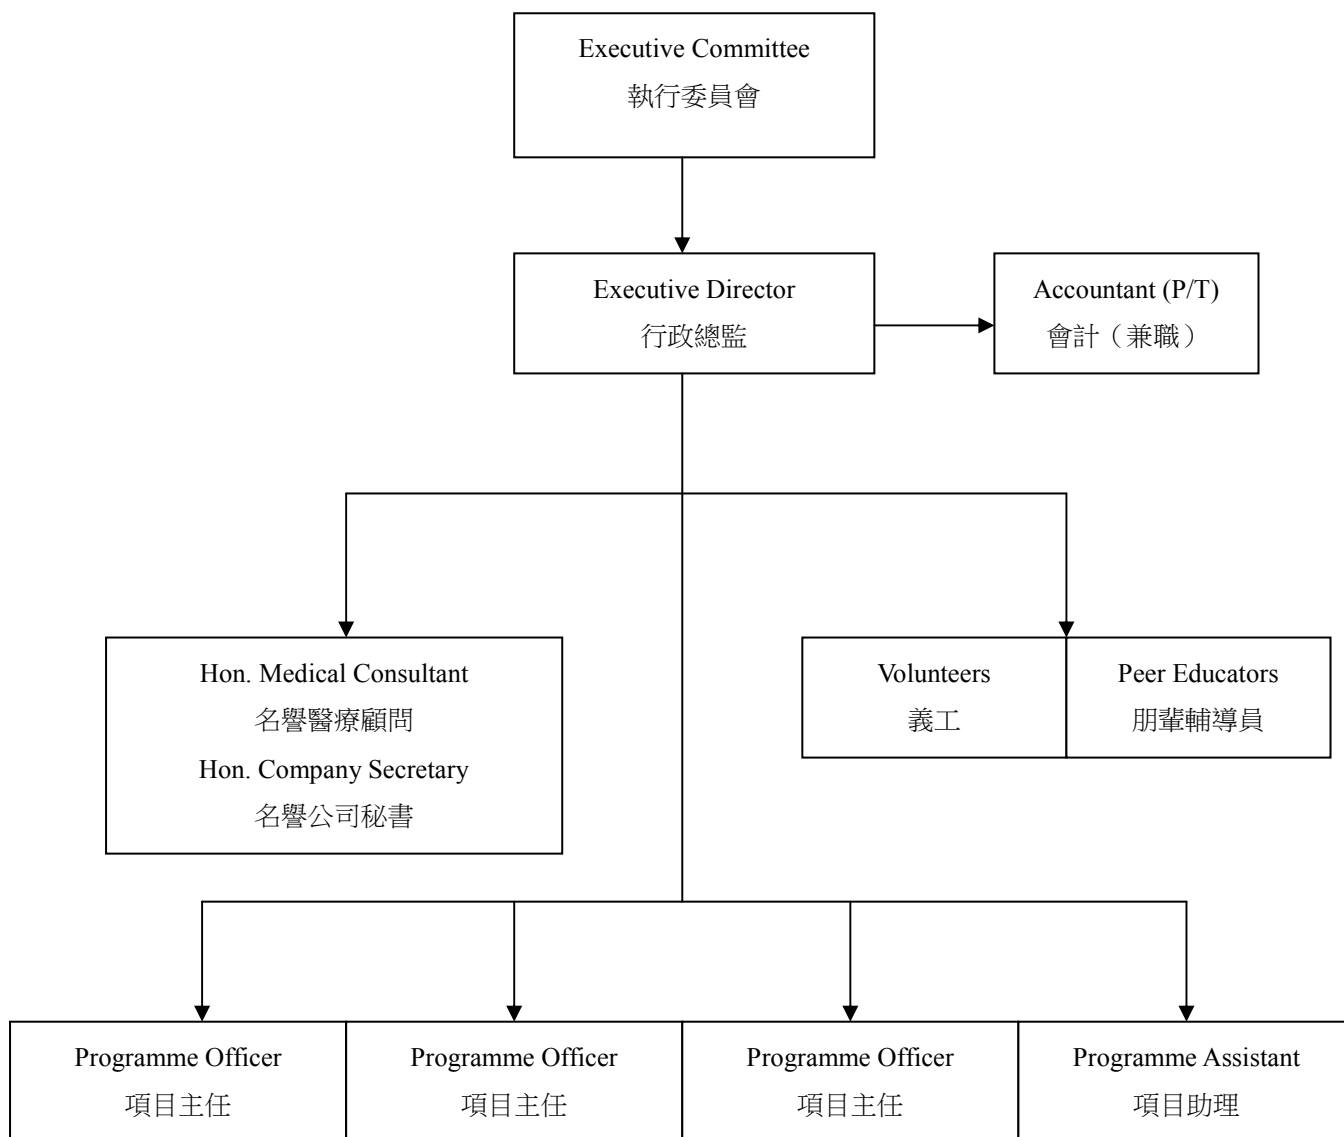 Executive Committee
執行委員會
Executive Director
行政總監
Accountant (P/T)
會計（兼職）
Hon. Medical Consultant
名譽醫療顧問
Hon. Company Secretary
名譽公司秘書
Volunteers
義工
Peer Educators
朋輩輔導員
Programme Officer
項目主任
Programme Officer
項目主任
Programme Officer
項目主任
Programme Assistant
項目助理